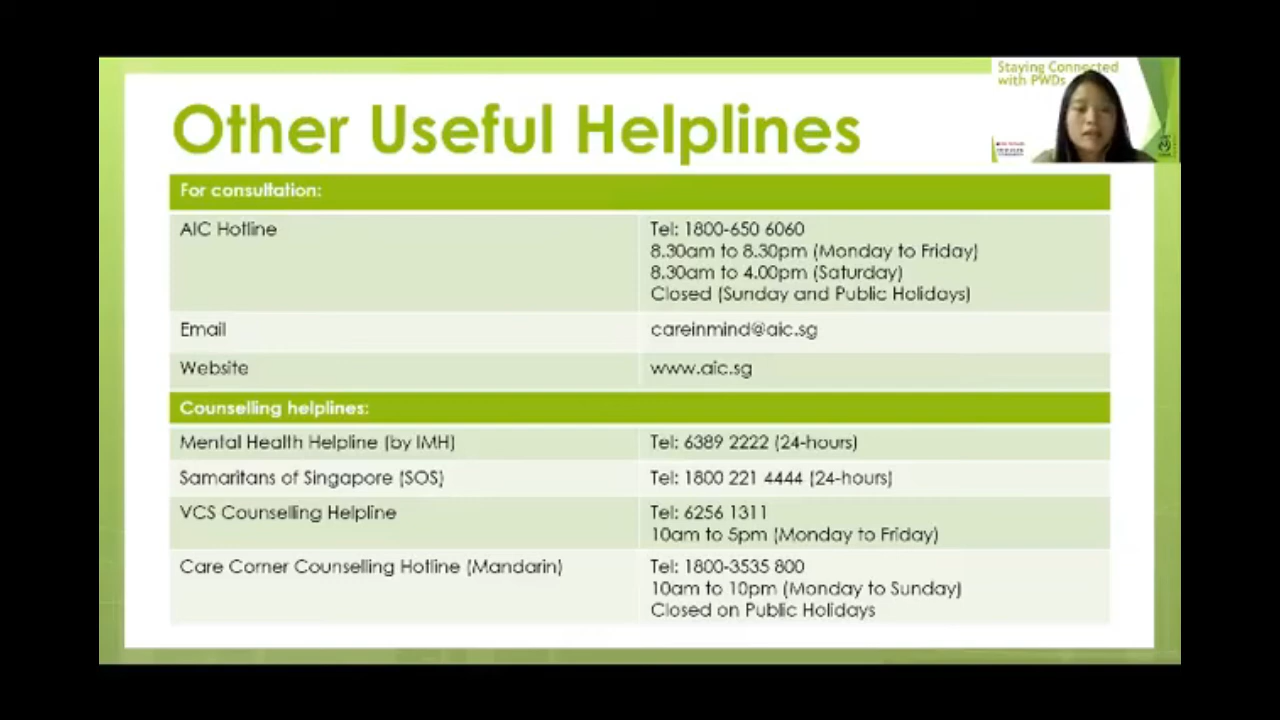 Staying Connected
with PWDs
Other Useful Helplines
For consultation:
AIC Hotline
Tel: 1800-650 6060
8.30am to 8.30pm (Monday to Friday)
8.30am to 4.00pm (Saturday)
Closed (Sunday and Public Holidays)
Email
careinmind@aic.sg
Website
www.aic.sg
Counselling helplines:
Mental Health Helpline (by IMH)
Tel: 6389 2222 (24-hours)
Samaritans of Singapore (SOS)
Tel: 1800 221 4444 (24-hours)
VCS Counselling Helpline
Tel: 6256 1311
10am to 5pm (Monday to Friday)
Care Corner Counselling Hotline (Mandarin)
Tel: 1800-3535 800
10am to 10pm (Monday to Sunday)
Closed on Public Holidays